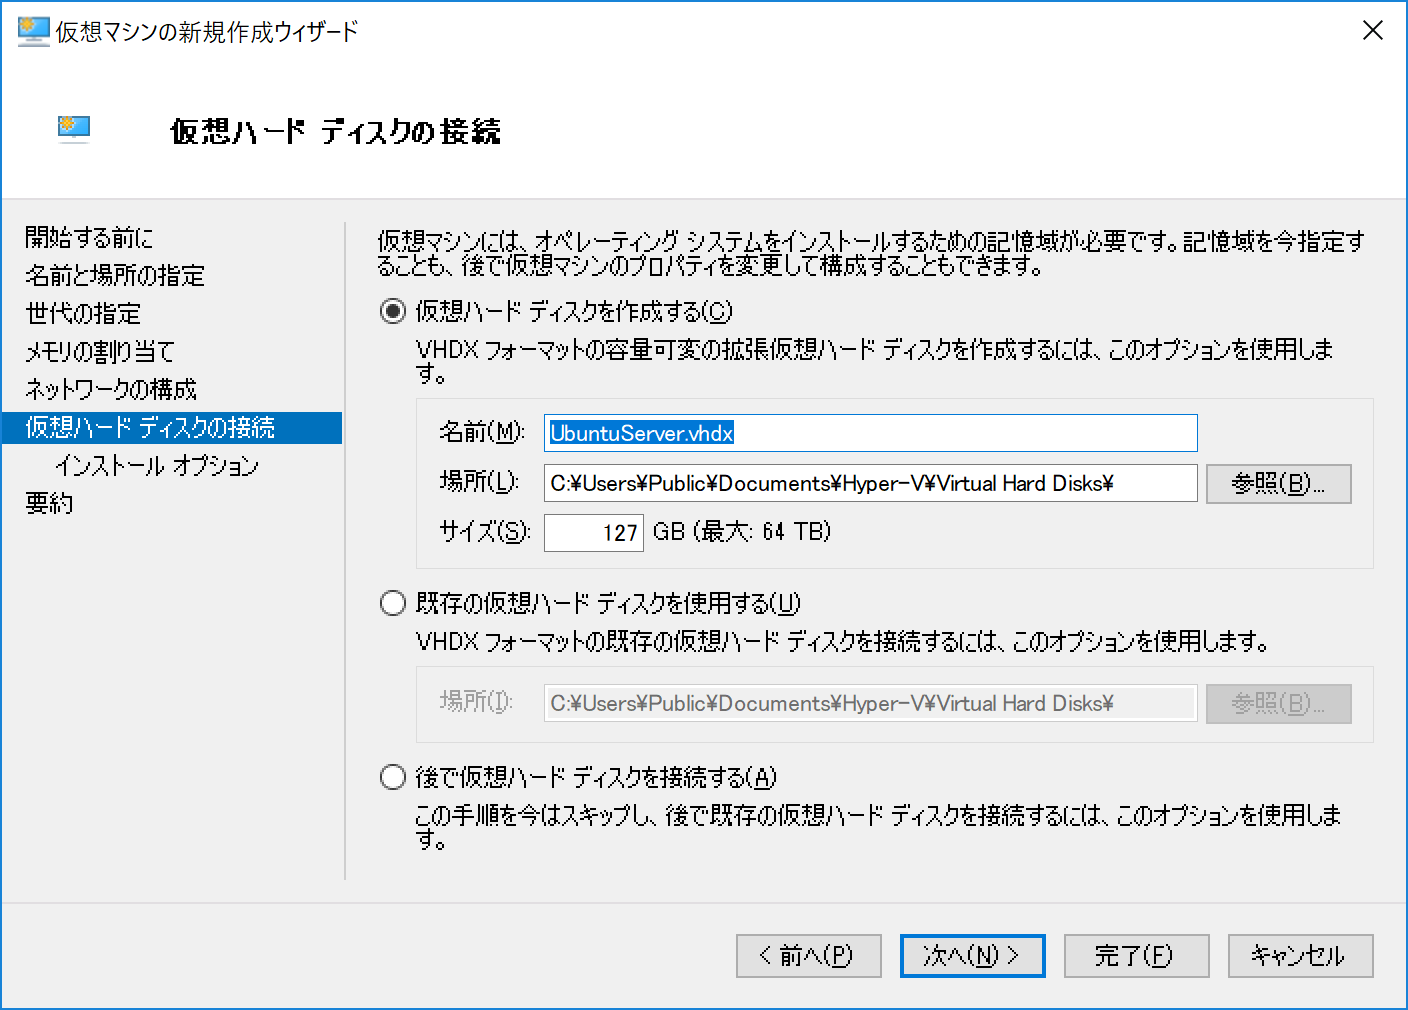 仮想マシンの新規作成ウィザード
仮想ハード ディスクの接続
開始する前に
名前と場所の指定
世代の指定
メモリの割り当て
ネットワークの構成
仮想ハード ディスクの接続
インストール オプション
要約
仮想マシンには、オペレーティング システムをインストールするための記憶域が必要です。記憶域を今指定す
ることも、後で仮想マシンのプロパティを変更して構成することもできます。
仮想ハード ディスクを作成する(C)
VHDX フォーマットの容量可変の拡張仮想ハード ディスクを作成するには、このオプションを使用しま
す。
名前(M): UbuntuServer.vhdx
場所(L): C:¥Users¥Public¥Documents¥Hyper-V¥Virtual Hard Disks¥ 参照(B)...
サイズ(S): 127 GB (最大: 64 TB)
既存の仮想ハード ディスクを使用する(U)
VHDX フォーマットの既存の仮想ハード ディスクを接続するには、このオプションを使用します。
場所(I): C:¥Users¥Public¥Documents¥Hyper-V¥Virtual Hard Disks¥ 参照(B)...
後で仮想ハード ディスクを接続する(A)
この手順を今はスキップし、後で既存の仮想ハード ディスクを接続するには、このオプションを使用しま
す。
< 前へ(P) 次へ(N) > 完了(F) キャンセル